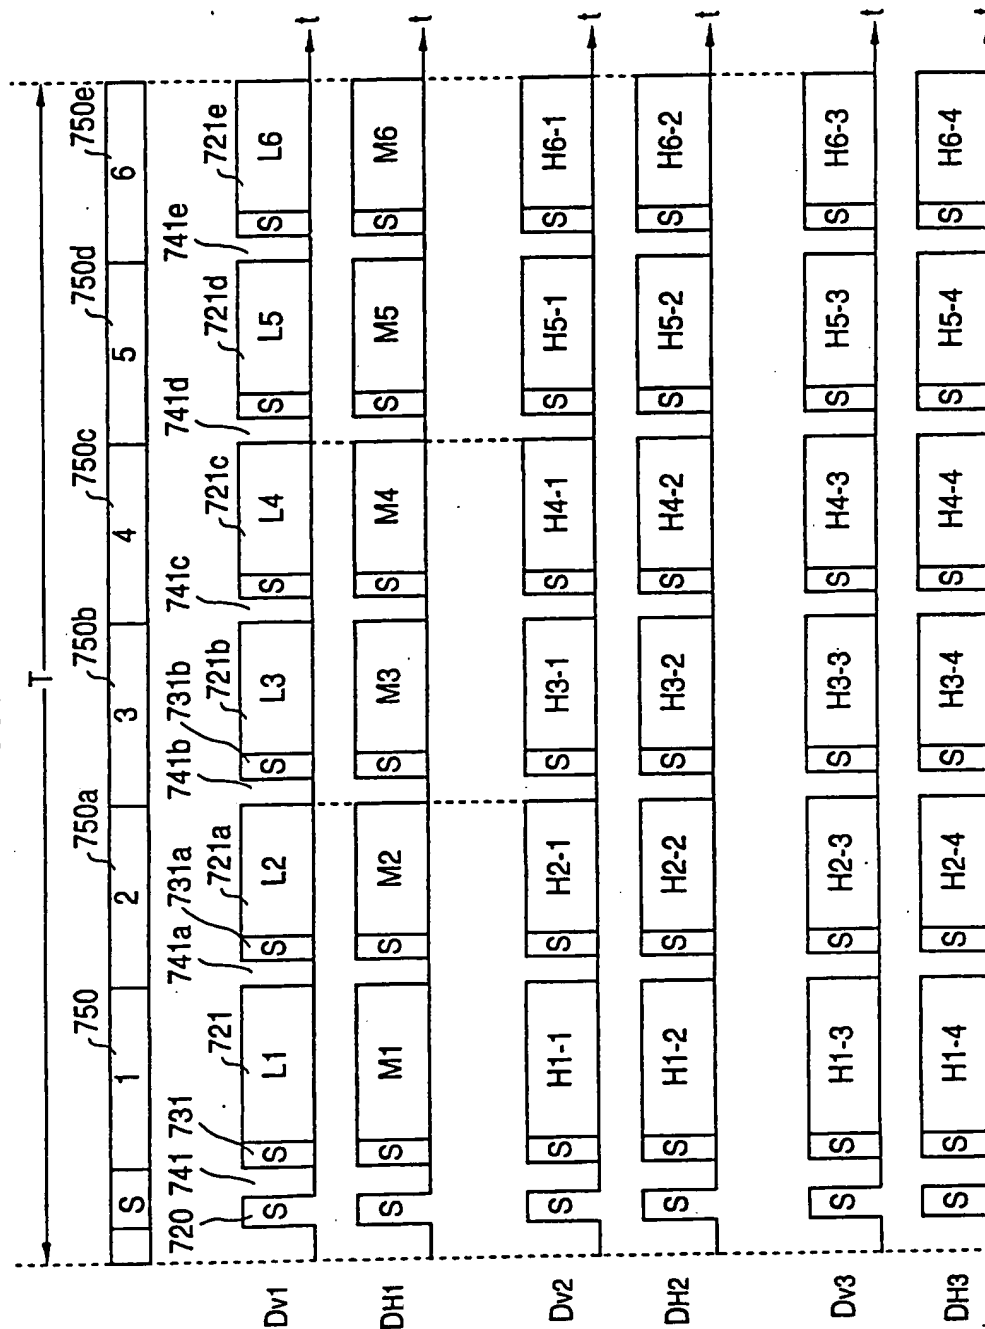 T
750 750a 750b 750c 750d 750e
S 1 2 3 4 5 6
720 741 731 721 741a 731a 721a 741b 731b 721b 741c 721c 741d 721d 741e 721e
Dv1 S S L1 S L2 S L3 S L4 S L5 S L6 t
DH1 S S M1 S M2 S M3 S M4 S M5 S M6 t
Dv2 S S H1-1 S H2-1 S H3-1 S H4-1 S H5-1 S H6-1 t
DH2 S S H1-2 S H2-2 S H3-2 S H4-2 S H5-2 S H6-2 t
Dv3 S S H1-3 S H2-3 S H3-3 S H4-3 S H5-3 S H6-3 t
DH3 S S H1-4 S H2-4 S H3-4 S H4-4 S H5-4 S H6-4 t